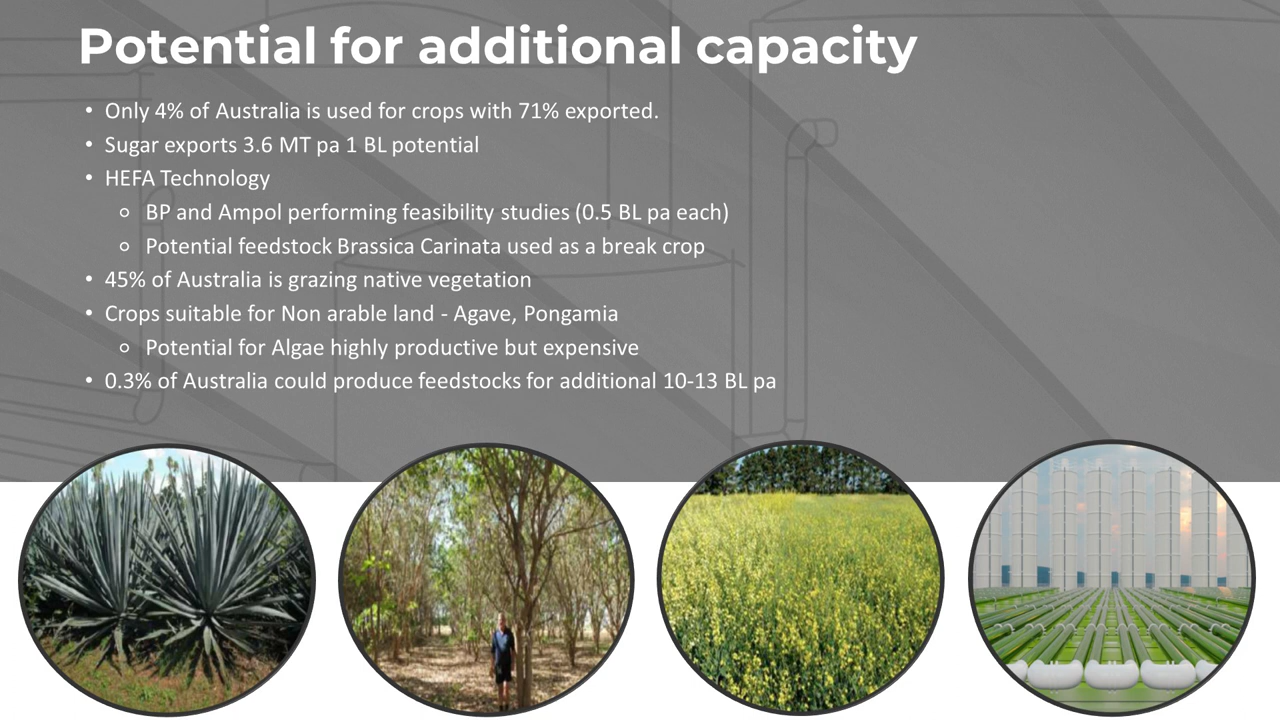 Potential for additional capacity
• Only 4% of Australia is used for crops with 71% exported.
• Sugar exports 3.6 MT pa 1 BL potential
• HEFA Technology
○ BP and Ampol performing feasibility studies (0.5 BL pa each)
○ Potential feedstock Brassica Carinata used as a break crop
• 45% of Australia is grazing native vegetation
• Crops suitable for Non arable land - Agave, Pongamia
○ Potential for Algae highly productive but expensive
• 0.3% of Australia could produce feedstocks for additional 10-13 BL pa